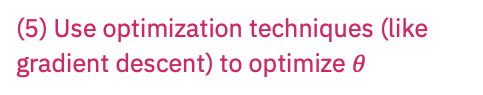 (5) Use optimization techniques (like
gradient descent) to optimize θ